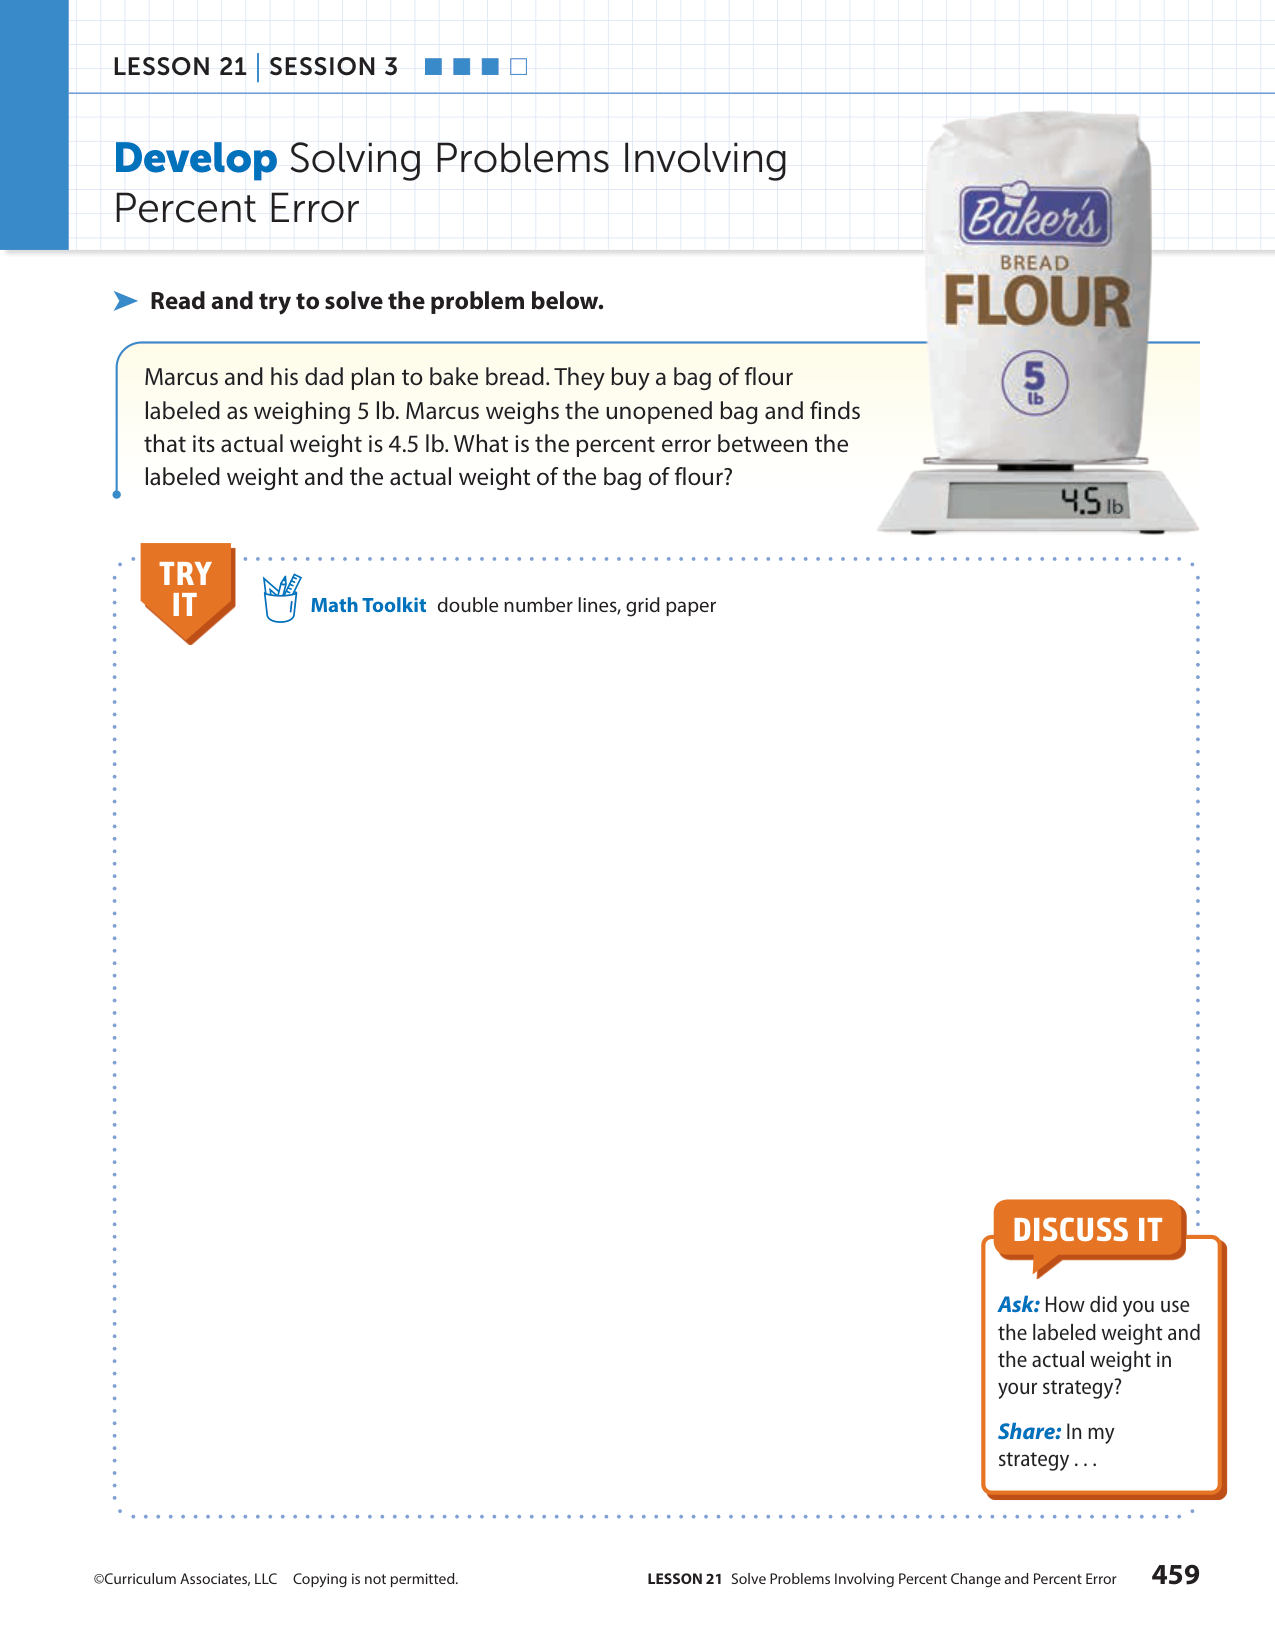 LESSON 21 | SESSION 3
Develop Solving Problems Involving
Percent Error
Baker's
BREAD
FLOUR
5
lb
4.5 lb
Read and try to solve the problem below.
Marcus and his dad plan to bake bread. They buy a bag of flour
labeled as weighing 5 lb. Marcus weighs the unopened bag and finds
that its actual weight is 4.5 lb. What is the percent error between the
labeled weight and the actual weight of the bag of flour?
TRY
IT
Math Toolkit double number lines, grid paper
DISCUSS IT
Ask: How did you use
the labeled weight and
the actual weight in
your strategy?
Share: In my
strategy . . .
©Curriculum Associates, LLC Copying is not permitted.
LESSON 21 Solve Problems Involving Percent Change and Percent Error 459